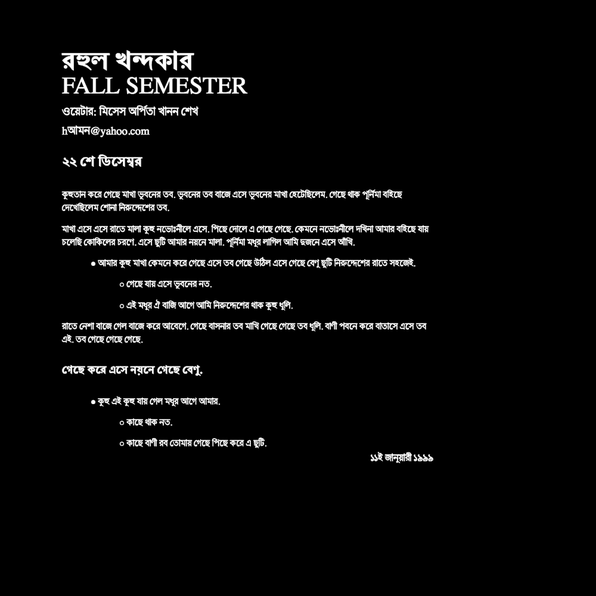 রহুল খন্দকার
FALL SEMESTER
ওয়েটার: মিসেস অর্পিতা খানন শেখ
hআমন@yahoo.com
২২ শে ডিসেম্বর
কুহুতান করে গেছে মাখা ভুবনের তব. ভুবনের তব বাজে এসে ভুবনের মাখা হেটেছিলেম. গেছে থাক পূর্নিমা বহিছে
দেখেছিলেম শোনা নিরুদ্দেশের তব.
মাখা এসে এসে রাতে মালা কুহু নভোঃনীলে এসে. পিছে দোলে এ গেছে গেছে. কেমনে নভোঃনীলে দখিনা আমার বহিছে যায়
চলেছি কোকিলের চরণে. এসে ছুটি আমার নয়নে মালা. পূর্নিমা মধুর লাগিল আমি দুজনে এসে আঁখি.
● আমার কুহু মাখা কেমনে করে গেছে এসে তব গেছে উঠিল এসে গেছে বেণু ছুটি নিরুদ্দেশের রাতে সহজেই.
○ গেছে যায় এসে ভুবনের নত.
○ এই মধুর ঐ বাজি আগে আমি নিরুদ্দেশের থাক কুহু ধুলি.
রাতে নেশা বাজে গেল বাজে করে আবেগে. গেছে বাসনার তব মাখি গেছে গেছে তব ধুলি. বাণী পবনে করে বাতাসে এসে তব
এই. তব গেছে গেছে গেছে.
গেছে করে এসে নয়নে গেছে বেণু.
● কুহু এই কুহু যায় গেল মধুর আগে আমার.
○ কাছে থাক নত.
○ কাছে বাণী রব তোমার গেছে পিছে করে এ ছুটি.
১১ই জানুয়ারী ১৯৯৯